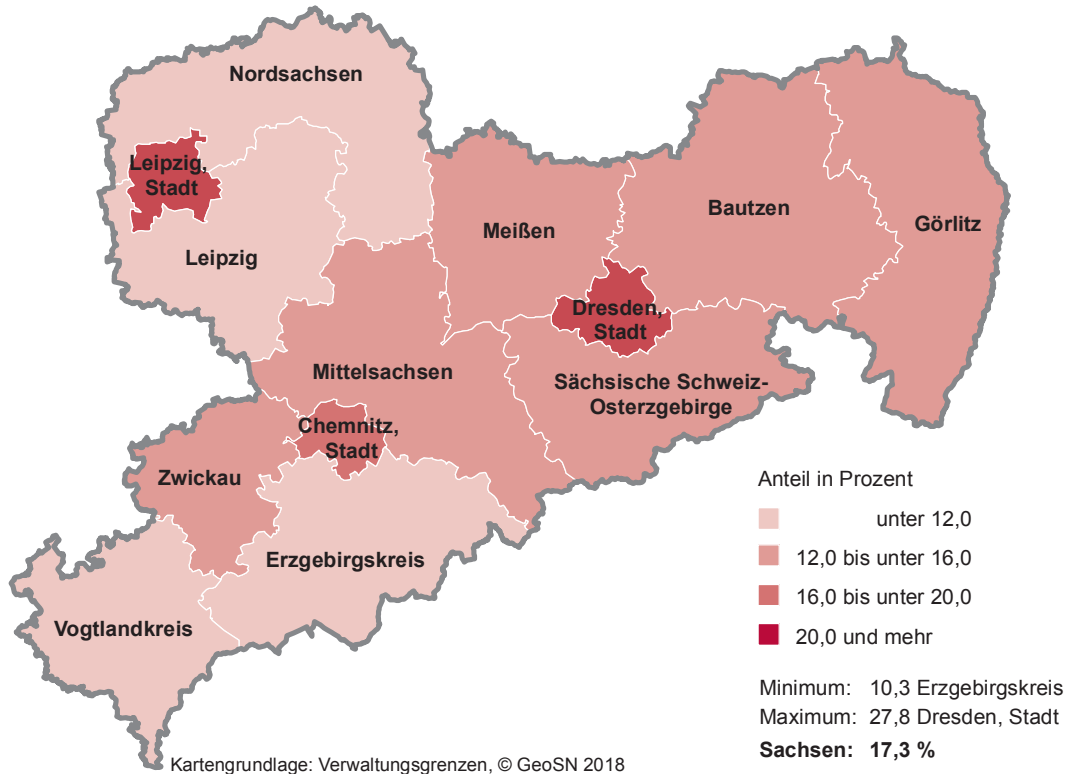 Nordsachsen
Leipzig,
Stadt
Leipzig
Meißen
Bautzen
Görlitz
Dresden,
Stadt
Mittelsachsen
Sächsische Schweiz-
Osterzgebirge
Chemnitz,
Stadt
Zwickau
Erzgebirgskreis
Vogtlandkreis
Anteil in Prozent
unter 12,0
12,0 bis unter 16,0
16,0 bis unter 20,0
20,0 und mehr
Minimum: 10,3 Erzgebirgskreis
Maximum: 27,8 Dresden, Stadt
Sachsen: 17,3 %
Kartengrundlage: Verwaltungsgrenzen, © GeoSN 2018